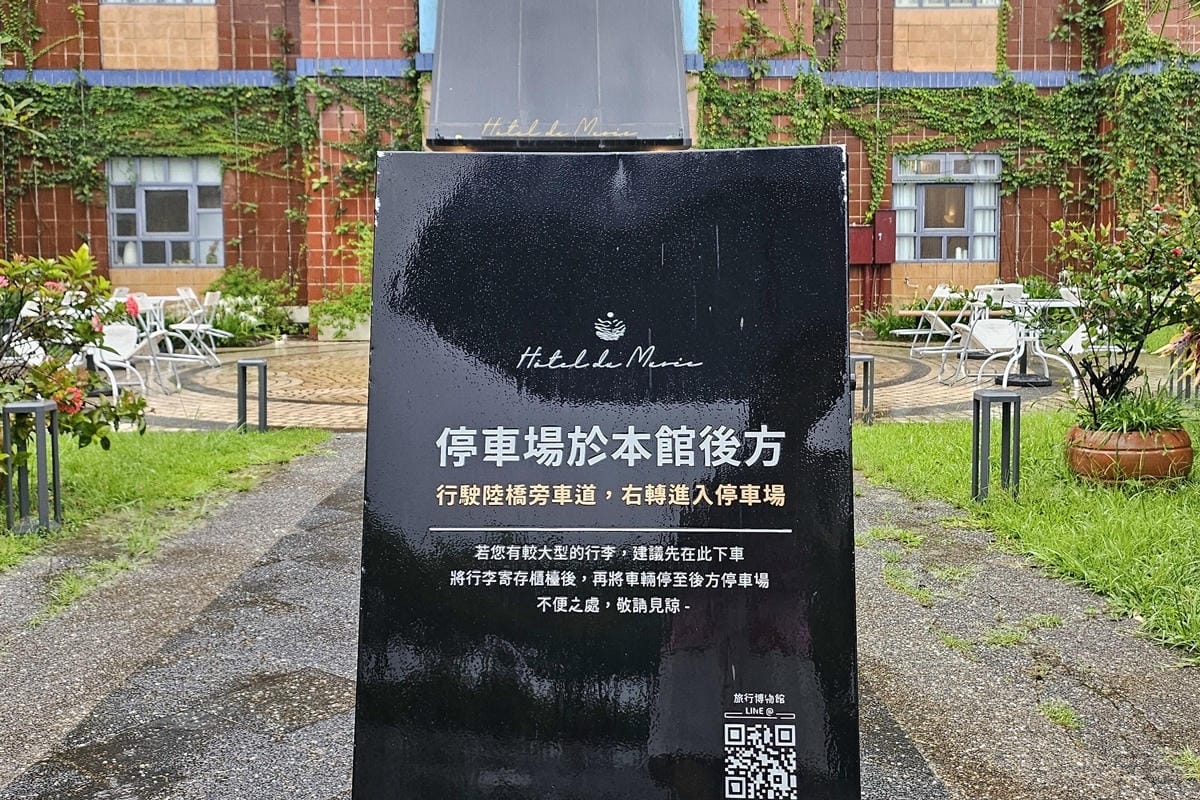 Hotel de Meric
Hotel de Meric
停車場於本館後方
行駛陸橋旁車道，右轉進入停車場
若您有較大型的行李，建議先在此下車
將行李寄存櫃檯後，再將車輛停至後方停車場
不便之處，敬請見諒 -
旅行博物館
LINE @